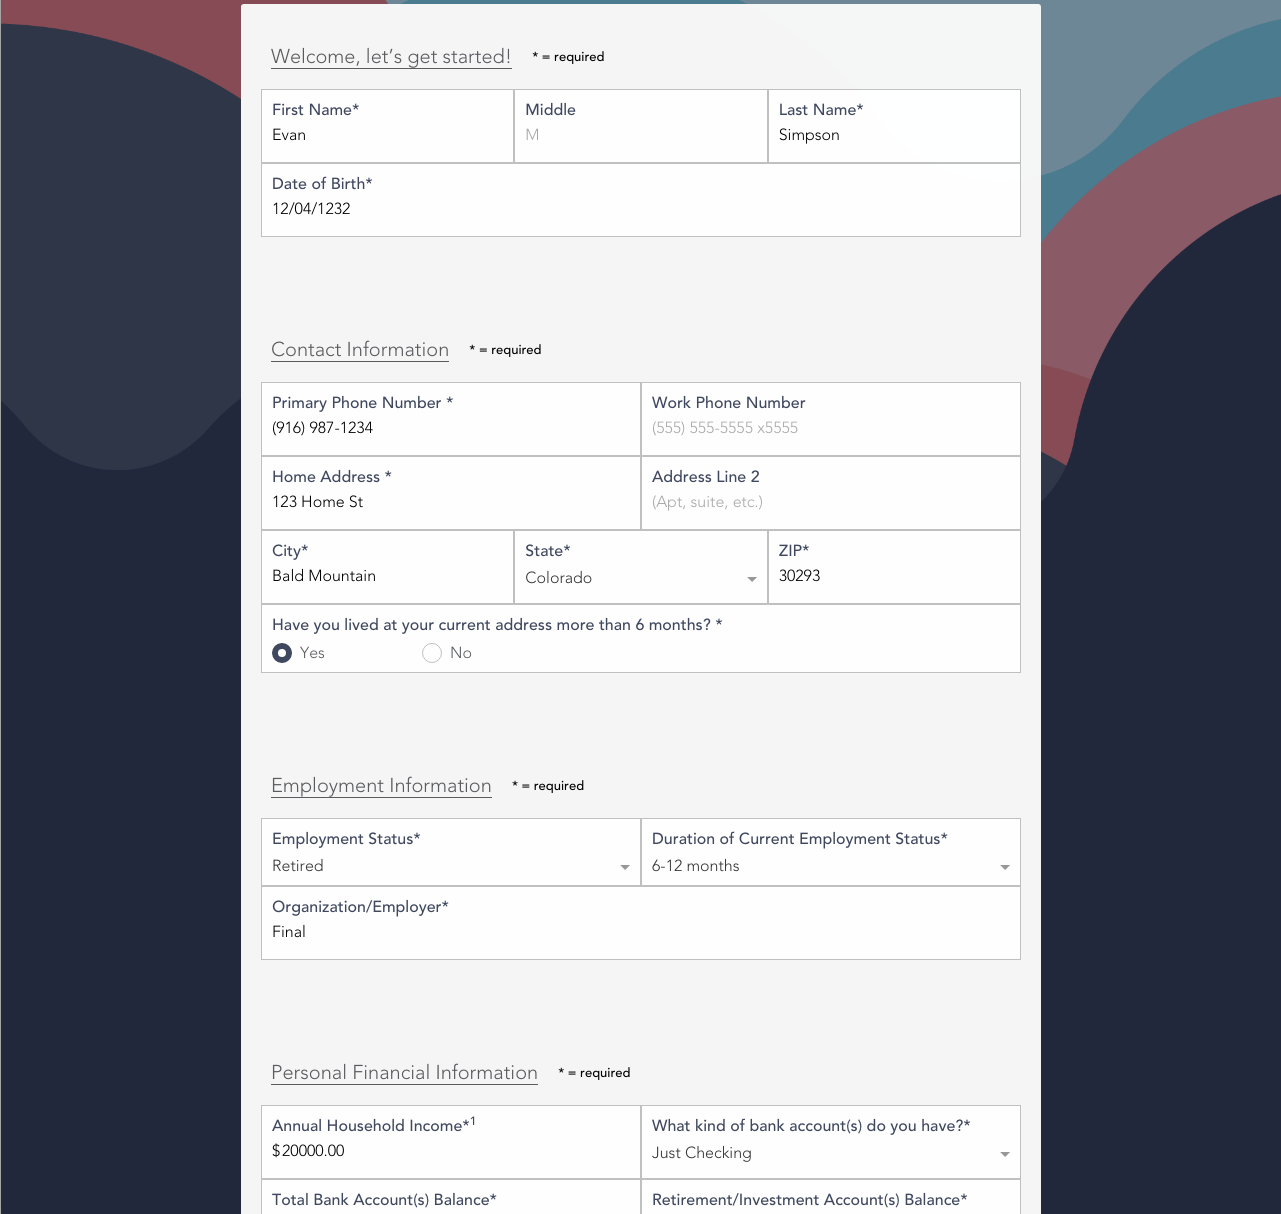 Welcome, let's get started! * = required
First Name* Middle Last Name*
Evan M Simpson
Date of Birth*
12/04/1232
Contact Information * = required
Primary Phone Number * Work Phone Number
(916) 987-1234 (555) 555-5555 x5555
Home Address * Address Line 2
123 Home St (Apt, suite, etc.)
City* State* ZIP*
Bald Mountain Colorado 30293
Have you lived at your current address more than 6 months? *
Yes No
Employment Information * = required
Employment Status* Duration of Current Employment Status*
Retired 6-12 months
Organization/Employer*
Final
Personal Financial Information * = required
Annual Household Income*1 What kind of bank account(s) do you have?*
$20000.00 Just Checking
Total Bank Account(s) Balance* Retirement/Investment Account(s) Balance*